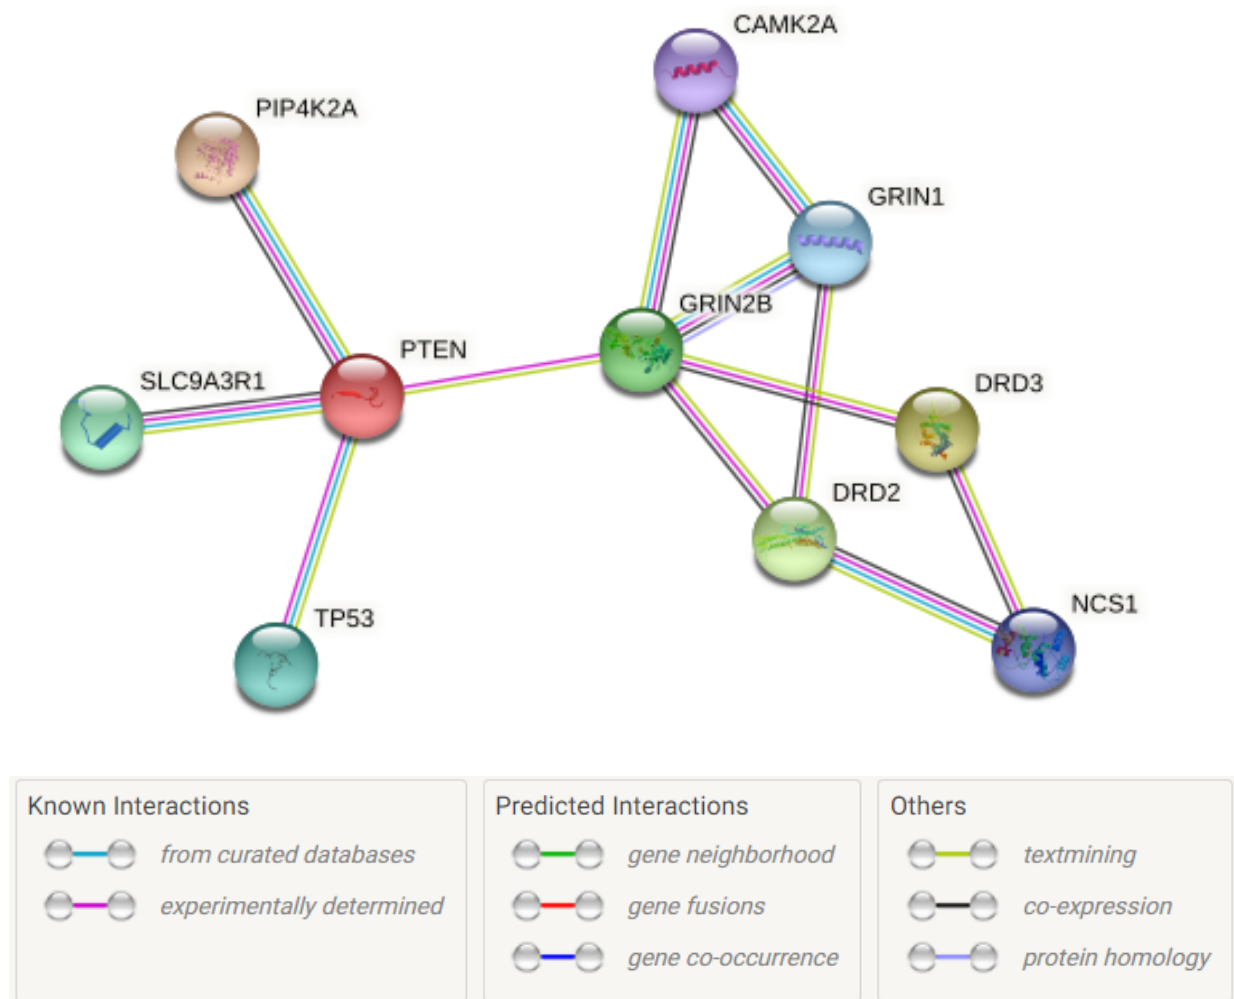 CAMK2A
PIP4K2A
GRIN1
GRIN2B
PTEN
SLC9A3R1
DRD3
DRD2
NCS1
TP53
Known Interactions
from curated databases
experimentally determined
Predicted Interactions
gene neighborhood
gene fusions
gene co-occurrence
Others
textmining
co-expression
protein homology